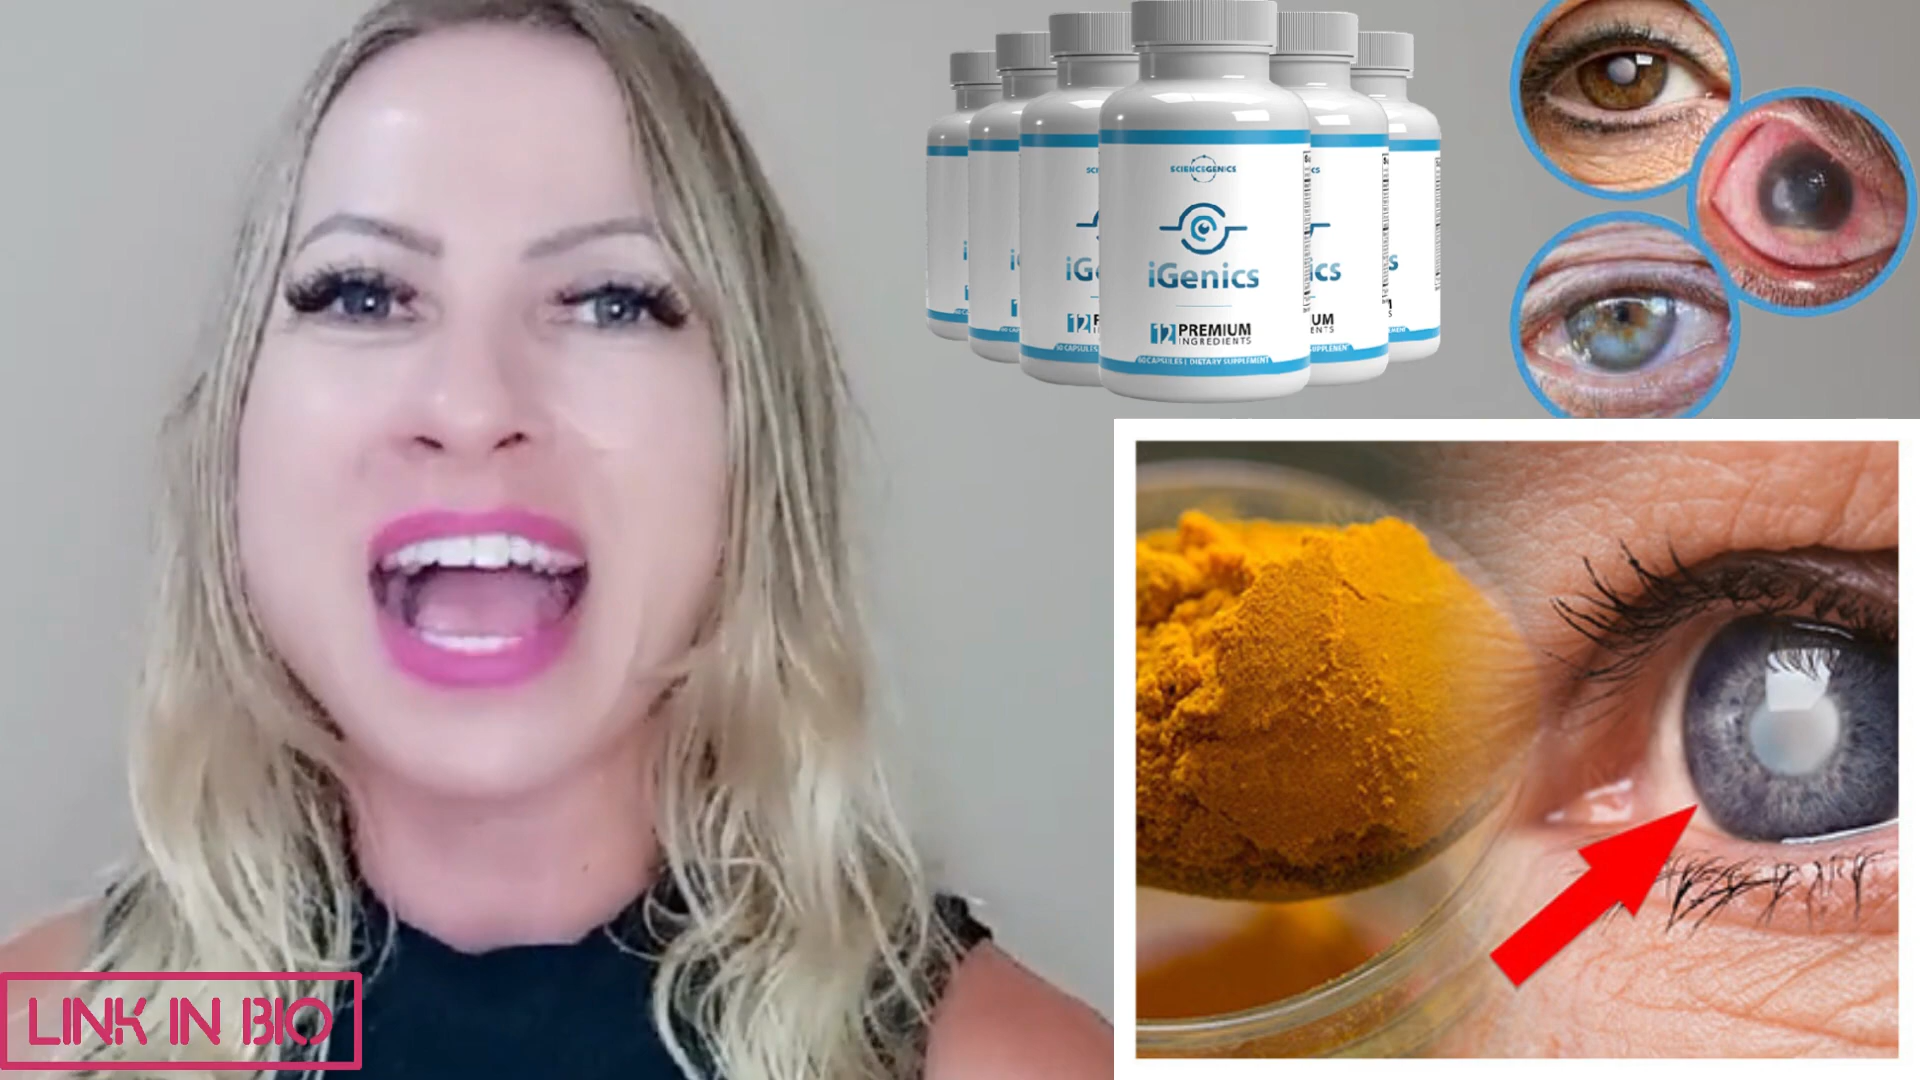 SCIENCEGENICS
iGenics
12 PREMIUM
INGREDIENTS
60 CAPSULES | DIETARY SUPPLEMENT
LINK IN BIO